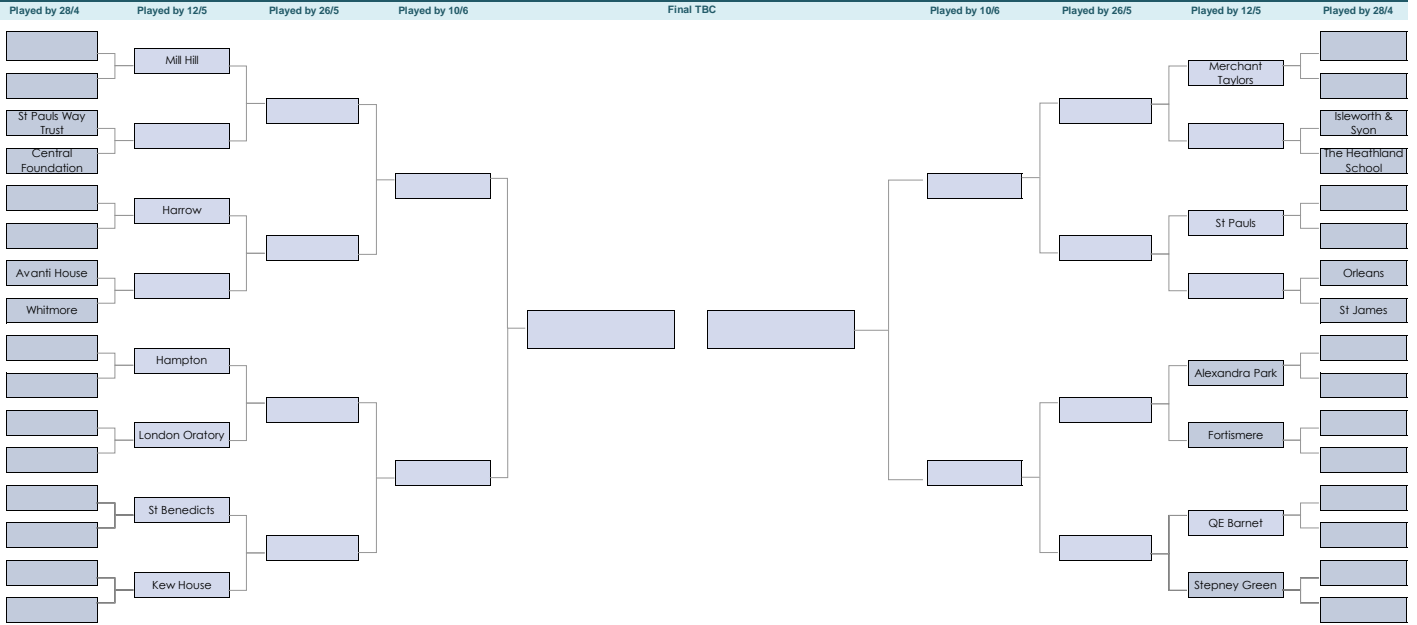 Played by 28/4
Played by 12/5
Played by 26/5
Played by 10/6
Final TBC
Played by 10/6
Played by 26/5
Played by 12/5
Played by 28/4
Mill Hill
St Pauls Way
Trust
Central
Foundation
Harrow
Avanti House
Whitmore
Hampton
London Oratory
St Benedicts
Kew House
Merchant
Taylors
Isleworth &
Syon
The Heathland
School
St Pauls
Orleans
St James
Alexandra Park
Fortismere
QE Barnet
Stepney Green